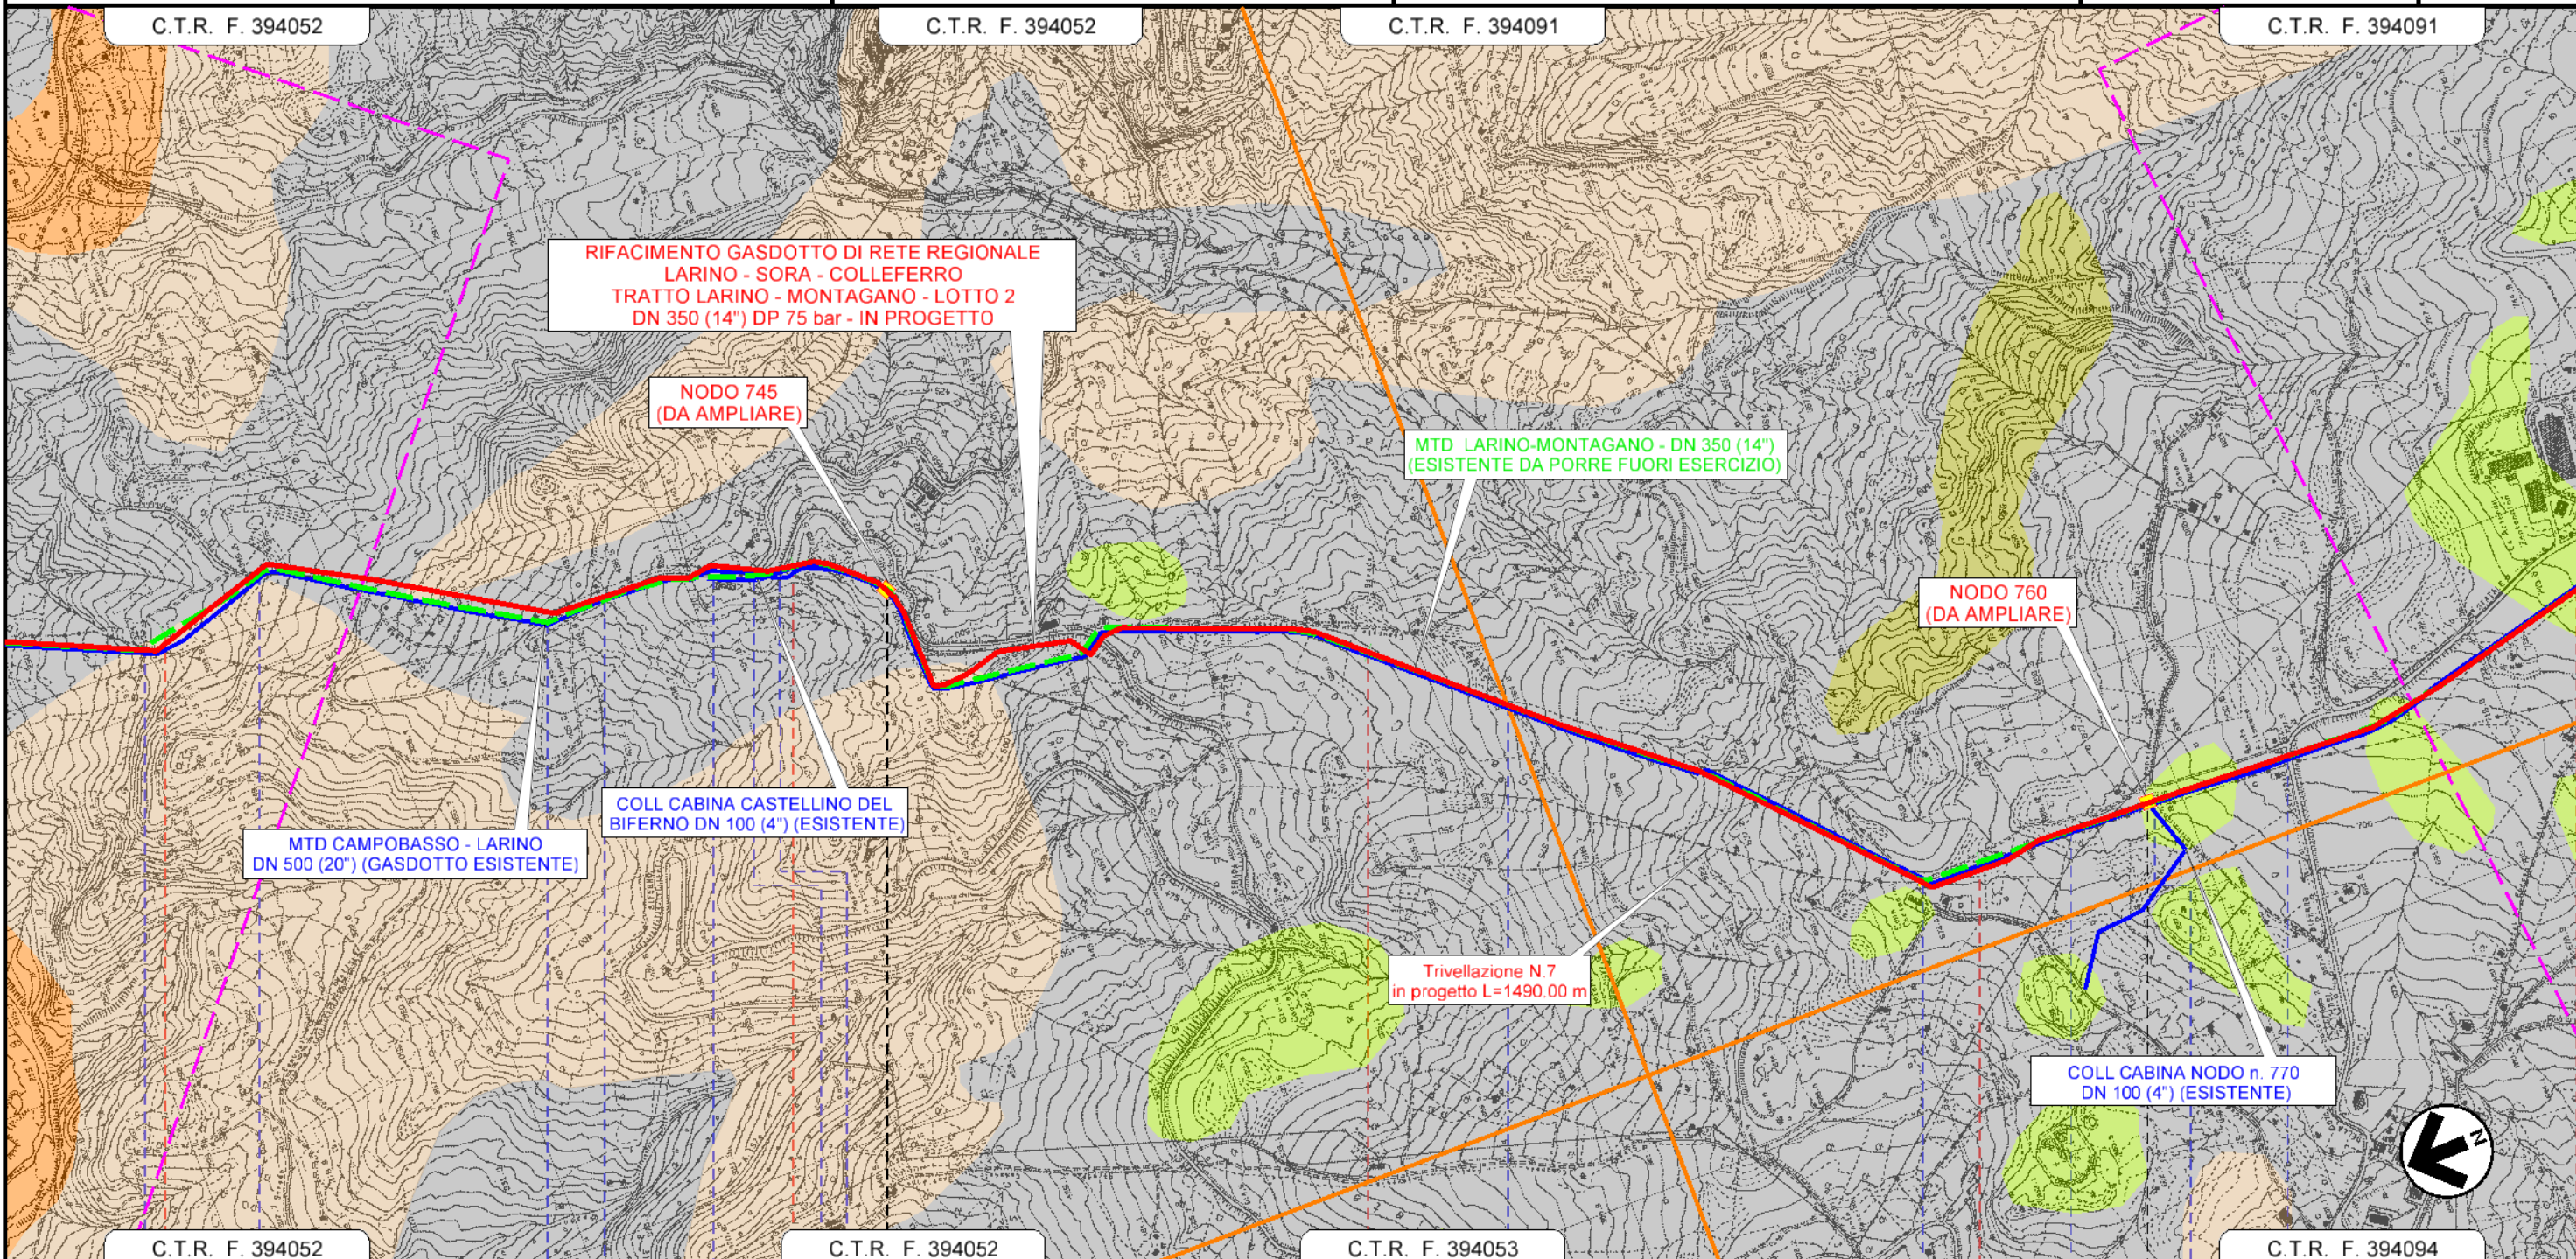 C.T.R. F. 394052
C.T.R. F. 394052
C.T.R. F. 394091
C.T.R. F. 394091
RIFACIMENTO GASDOTTO DI RETE REGIONALE
LARINO - SORA - COLLEFERRO
TRATTO LARINO - MONTAGANO - LOTTO 2
DN 350 (14") DP 75 bar - IN PROGETTO
NODO 745
(DA AMPLIARE)
MTD LARINO-MONTAGANO - DN 350 (14")
(ESISTENTE DA PORRE FUORI ESERCIZIO)
NODO 760
(DA AMPLIARE)
COLL CABINA CASTELLINO DEL
BIFERNO DN 100 (4") (ESISTENTE)
MTD CAMPOBASSO - LARINO
DN 500 (20") (GASDOTTO ESISTENTE)
Trivellazione N.7
in progetto L=1490.00 m
COLL CABINA NODO n. 770
DN 100 (4") (ESISTENTE)
N
C.T.R. F. 394052
C.T.R. F. 394052
C.T.R. F. 394053
C.T.R. F. 394094